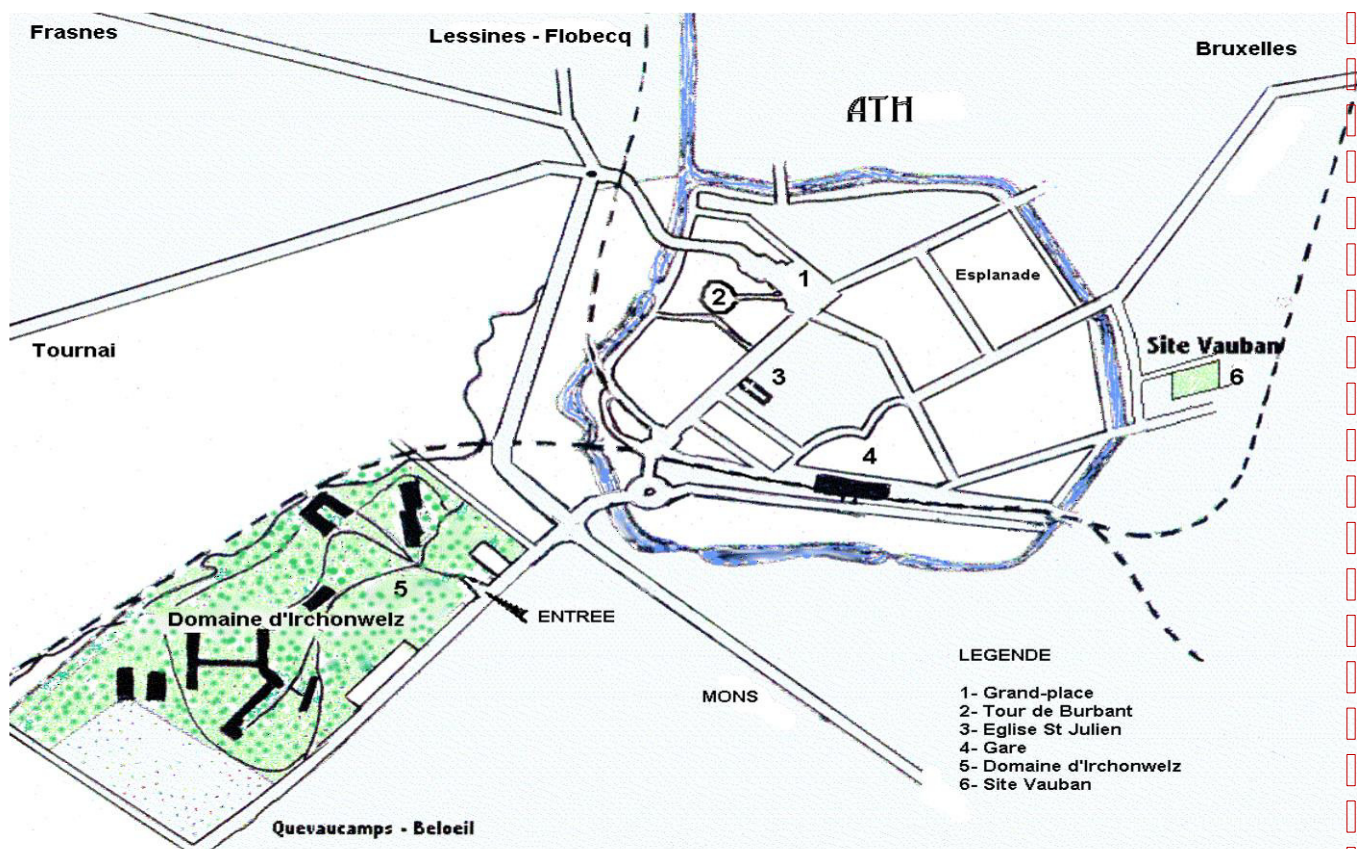 Frasnes
Lessines - Flobecq
Bruxelles
ATH
Esplanade
1
2
Tournai
Site Vauban
3
6
4
5
Domaine d'Irchonwelz
ENTREE
MONS
LEGENDE
1- Grand-place
2- Tour de Burbant
3- Eglise St Julien
4- Gare
5- Domaine d'Irchonwelz
6- Site Vauban
Quevaucamps - Beloeil